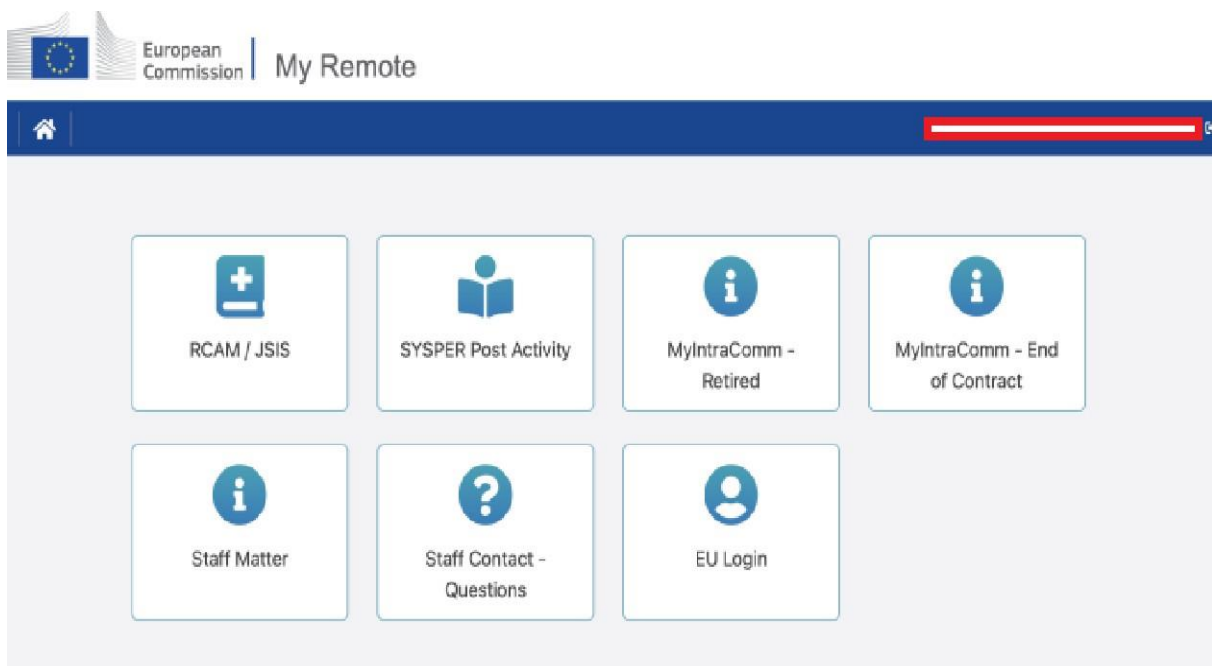 European
Commission
My Remote
RCAM / JSIS
SYSPER Post Activity
MyIntraComm -
Retired
MyIntraComm - End
of Contract
Staff Matter
Staff Contact -
Questions
EU Login